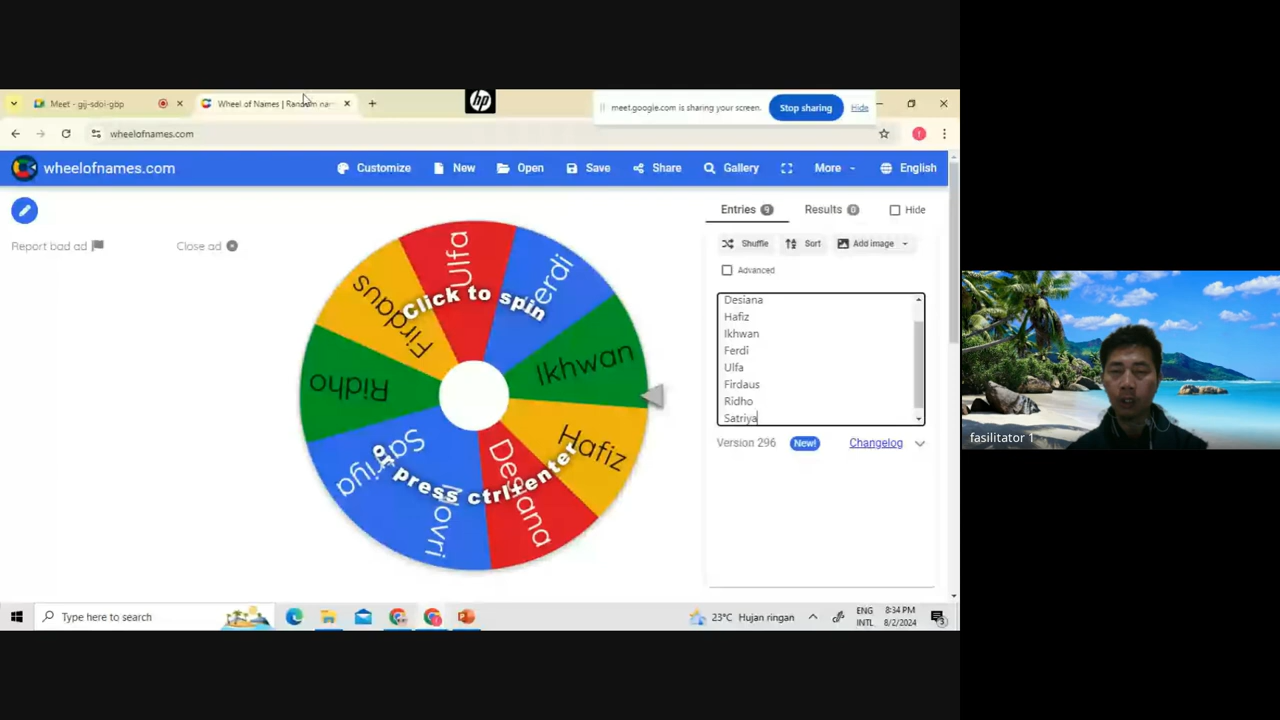 Meet - gij-sdoi-gbp
Wheel of Names | Random nam
hp
meet.google.com is sharing your screen.
Stop sharing
Hide
wheelofnames.com
wheelofnames.com
Customize
New
Open
Save
Share
Gallery
More
English
Report bad ad
Close ad
Entries 9
Results 0
Hide
Shuffle
Sort
Add image
Advanced
Desiana
Hafiz
Ikhwan
Ferdi
Ulfa
Firdaus
Ridho
Satriya
Version 296
New!
Changelog
Ulfa
Ferdi
Ikhwan
Hafiz
Desiana
Novri
Satriya
Ridho
Firdaus
Click to spin
or press ctrl+enter
fasilitator 1
Type here to search
23°C Hujan ringan
ENG
INTL
8:34 PM
8/2/2024
3